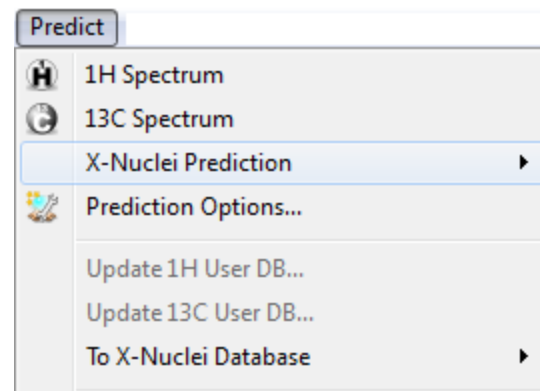 Predict
1H Spectrum
13C Spectrum
X-Nuclei Prediction
Prediction Options...
Update 1H User DB...
Update 13C User DB...
To X-Nuclei Database